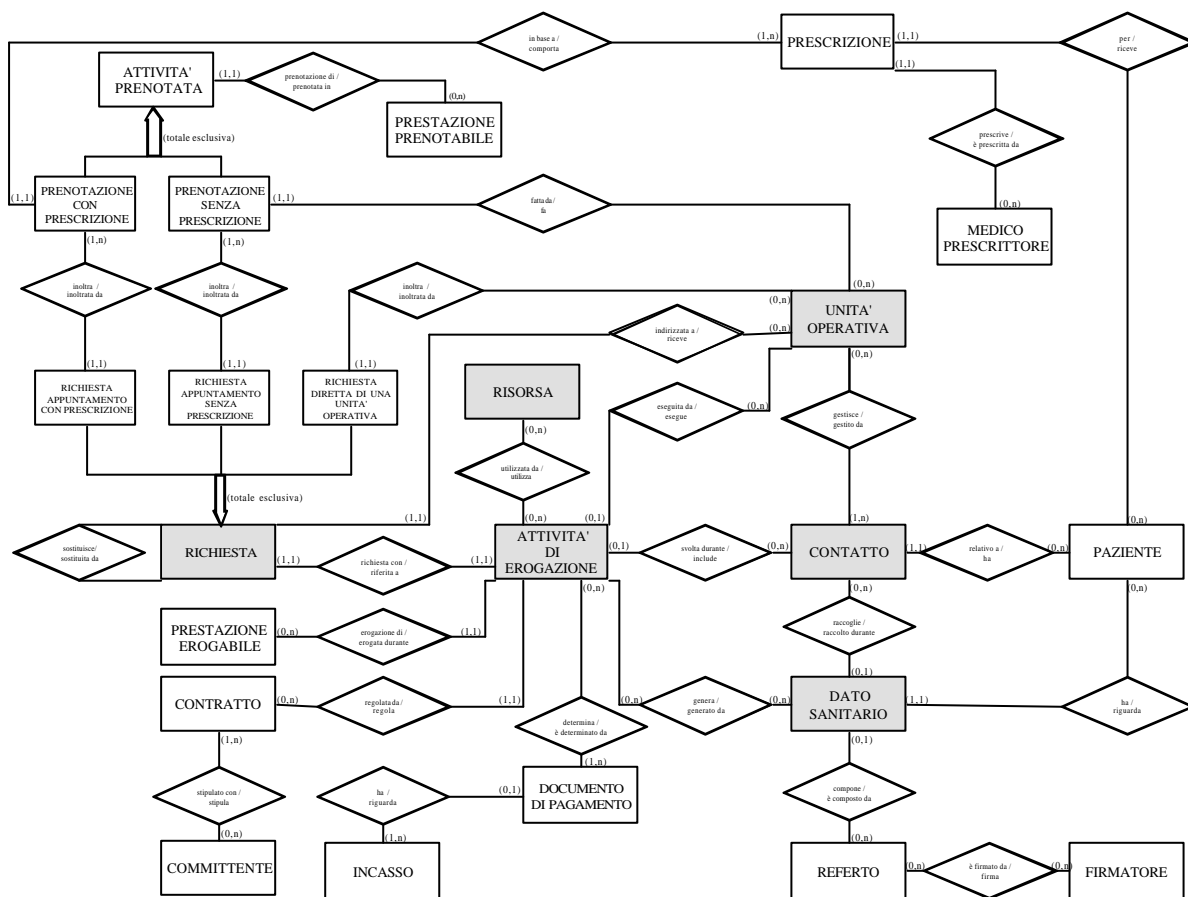 in base a /
comporta
(1,n)
PRESCRIZIONE
(1,1)
per /
riceve
(1,1)
ATTIVITA'
PRENOTATA
(1,1)
prenotazione di /
prenotata in
(0,n)
PRESTAZIONE
PRENOTABILE
(totale esclusiva)
prescrive /
è prescritta da
(0,n)
MEDICO
PRESCRITTORE
(1,1)
PRENOTAZIONE
CON
PRESCRIZIONE
(1,n)
PRENOTAZIONE
SENZA
PRESCRIZIONE
(1,1)
(1,n)
fatta da /
fa
(0,n)
inoltra /
inoltrata da
inoltra /
inoltrata da
inoltra /
inoltrata da
(0,n)
UNITA'
OPERATIVA
indirizzata a /
riceve
(0,n)
(0,n)
(1,1)
(1,1)
(1,1)
RICHIESTA
APPUNTAMENTO
CON PRESCRIZIONE
RICHIESTA
APPUNTAMENTO
SENZA
PRESCRIZIONE
RICHIESTA
DIRETTA DI UNA
UNITA'
OPERATIVA
RISORSA
(0,n)
eseguita da /
esegue
(0,n)
gestisce /
gestito da
utilizzata da /
utilizza
(totale esclusiva)
(1,1)
(0,n)
(0,1)
(1,n)
(0,n)
sostituisce/
sostituita da
RICHIESTA
(1,1)
richiesta con /
riferita a
(1,1)
ATTIVITA'
DI
EROGAZIONE
(0,1)
svolta durante /
include
(0,n)
CONTATTO
(1,1)
relativo a /
ha
(0,n)
PAZIENTE
(0,n)
(0,n)
(0,n)
PRESTAZIONE
EROGABILE
(0,n)
erogazione di /
erogata durante
(1,1)
raccoglie /
raccolto durante
(0,1)
CONTRATTO
(0,n)
regolata da /
regola
(1,1)
(0,n)
genera /
generato da
(0,n)
DATO
SANITARIO
(1,1)
ha /
riguarda
determina /
è determinato da
(1,n)
(0,1)
(1,n)
stipulato con /
stipula
(0,n)
COMMITTENTE
ha /
riguarda
(0,1)
DOCUMENTO
DI PAGAMENTO
(1,n)
INCASSO
compone /
è composto da
(0,n)
REFERTO
(0,n)
è firmato da /
firma
(0,n)
FIRMATORE